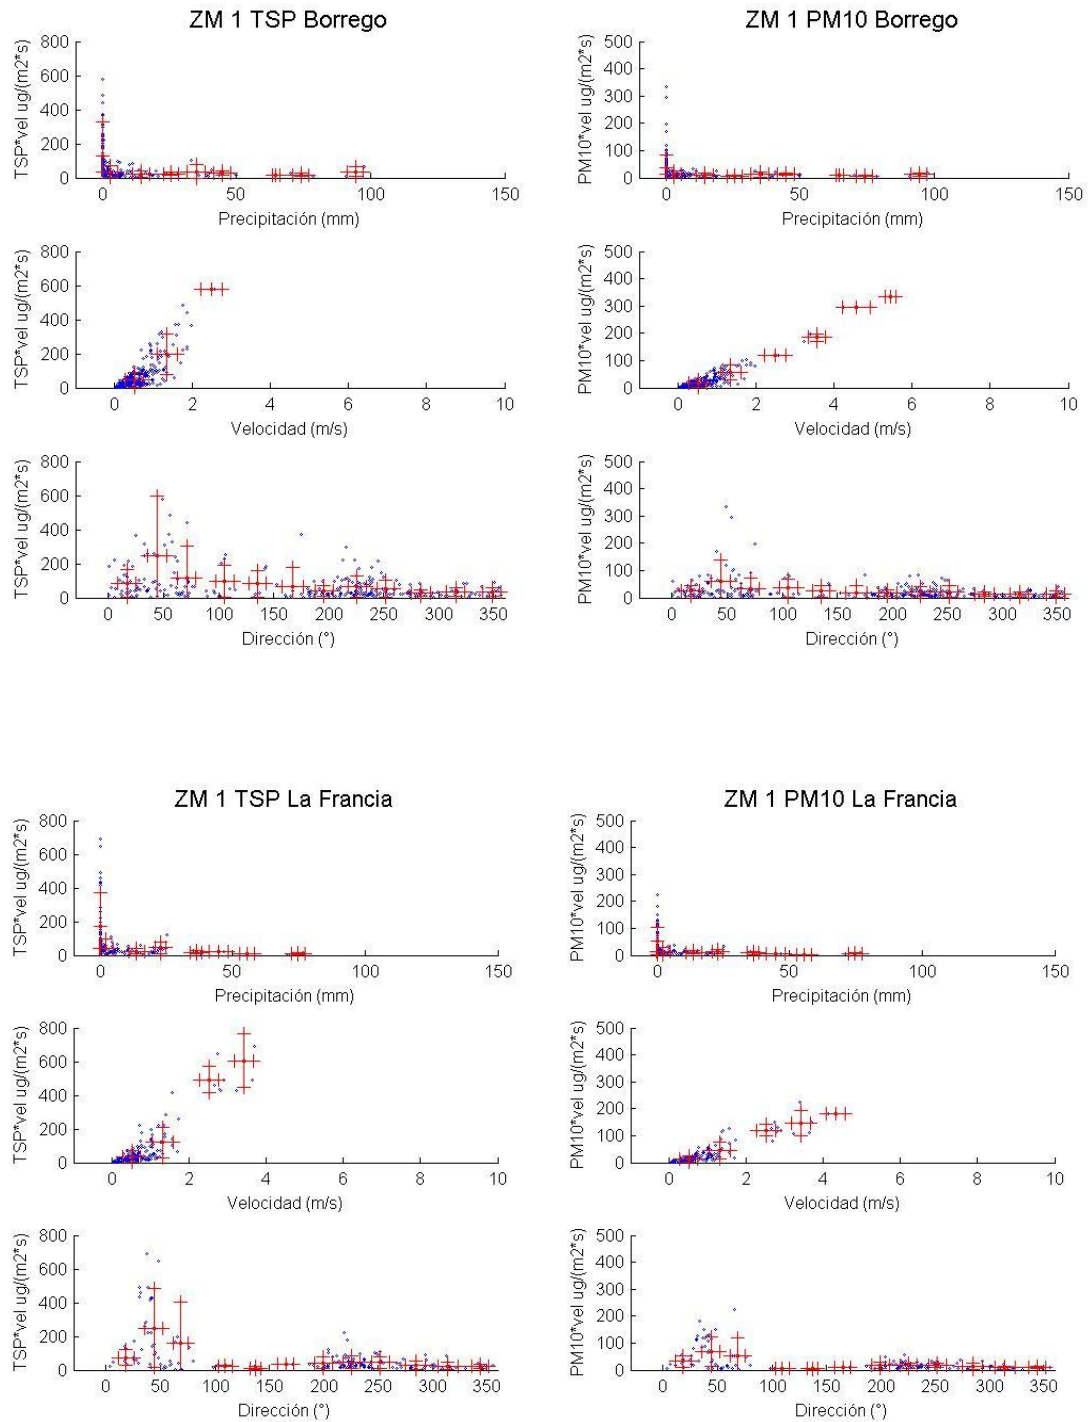 ZM 1 TSP Borrego
800
600
400
200
0
TSP*vel ug/(m2*s)
0 50 100 150
Precipitación (mm)
800
600
400
200
0
TSP*vel ug/(m2*s)
0 2 4 6 8 10
Velocidad (m/s)
800
600
400
200
0
TSP*vel ug/(m2*s)
0 50 100 150 200 250 300 350
Dirección (°)
ZM 1 PM10 Borrego
500
400
300
200
100
0
PM10*vel ug/(m2*s)
0 50 100 150
Precipitación (mm)
500
400
300
200
100
0
PM10*vel ug/(m2*s)
0 2 4 6 8 10
Velocidad (m/s)
500
400
300
200
100
0
PM10*vel ug/(m2*s)
0 50 100 150 200 250 300 350
Dirección (°)
ZM 1 TSP La Francia
800
600
400
200
0
TSP*vel ug/(m2*s)
0 50 100 150
Precipitación (mm)
800
600
400
200
0
TSP*vel ug/(m2*s)
0 2 4 6 8 10
Velocidad (m/s)
800
600
400
200
0
TSP*vel ug/(m2*s)
0 50 100 150 200 250 300 350
Dirección (°)
ZM 1 PM10 La Francia
500
400
300
200
100
0
PM10*vel ug/(m2*s)
0 50 100 150
Precipitación (mm)
500
400
300
200
100
0
PM10*vel ug/(m2*s)
0 2 4 6 8 10
Velocidad (m/s)
500
400
300
200
100
0
PM10*vel ug/(m2*s)
0 50 100 150 200 250 300 350
Dirección (°)